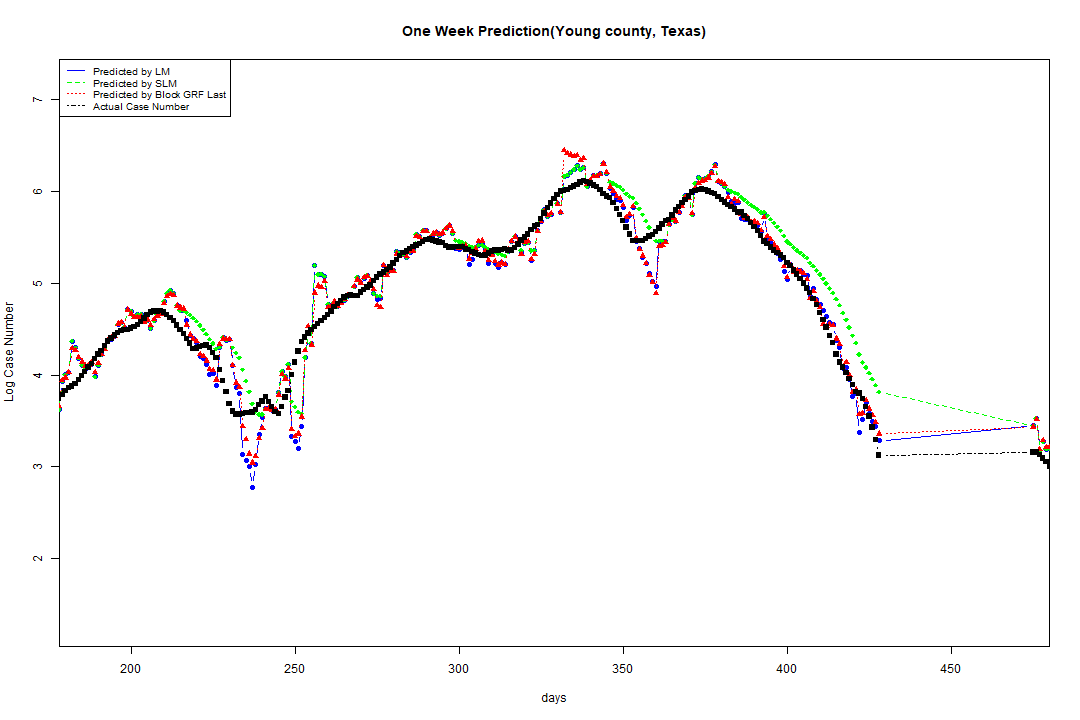 One Week Prediction(Young county, Texas)
Predicted by LM
Predicted by SLM
Predicted by Block GRF Last
Actual Case Number
7
6
5
4
3
2
Log Case Number
200 250 300 350 400 450
days